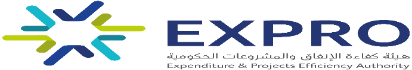 EXPRO
هيئة كفاءة الإنفاق والمشروعات الحكومية
Expenditure & Projects Efficiency Authority